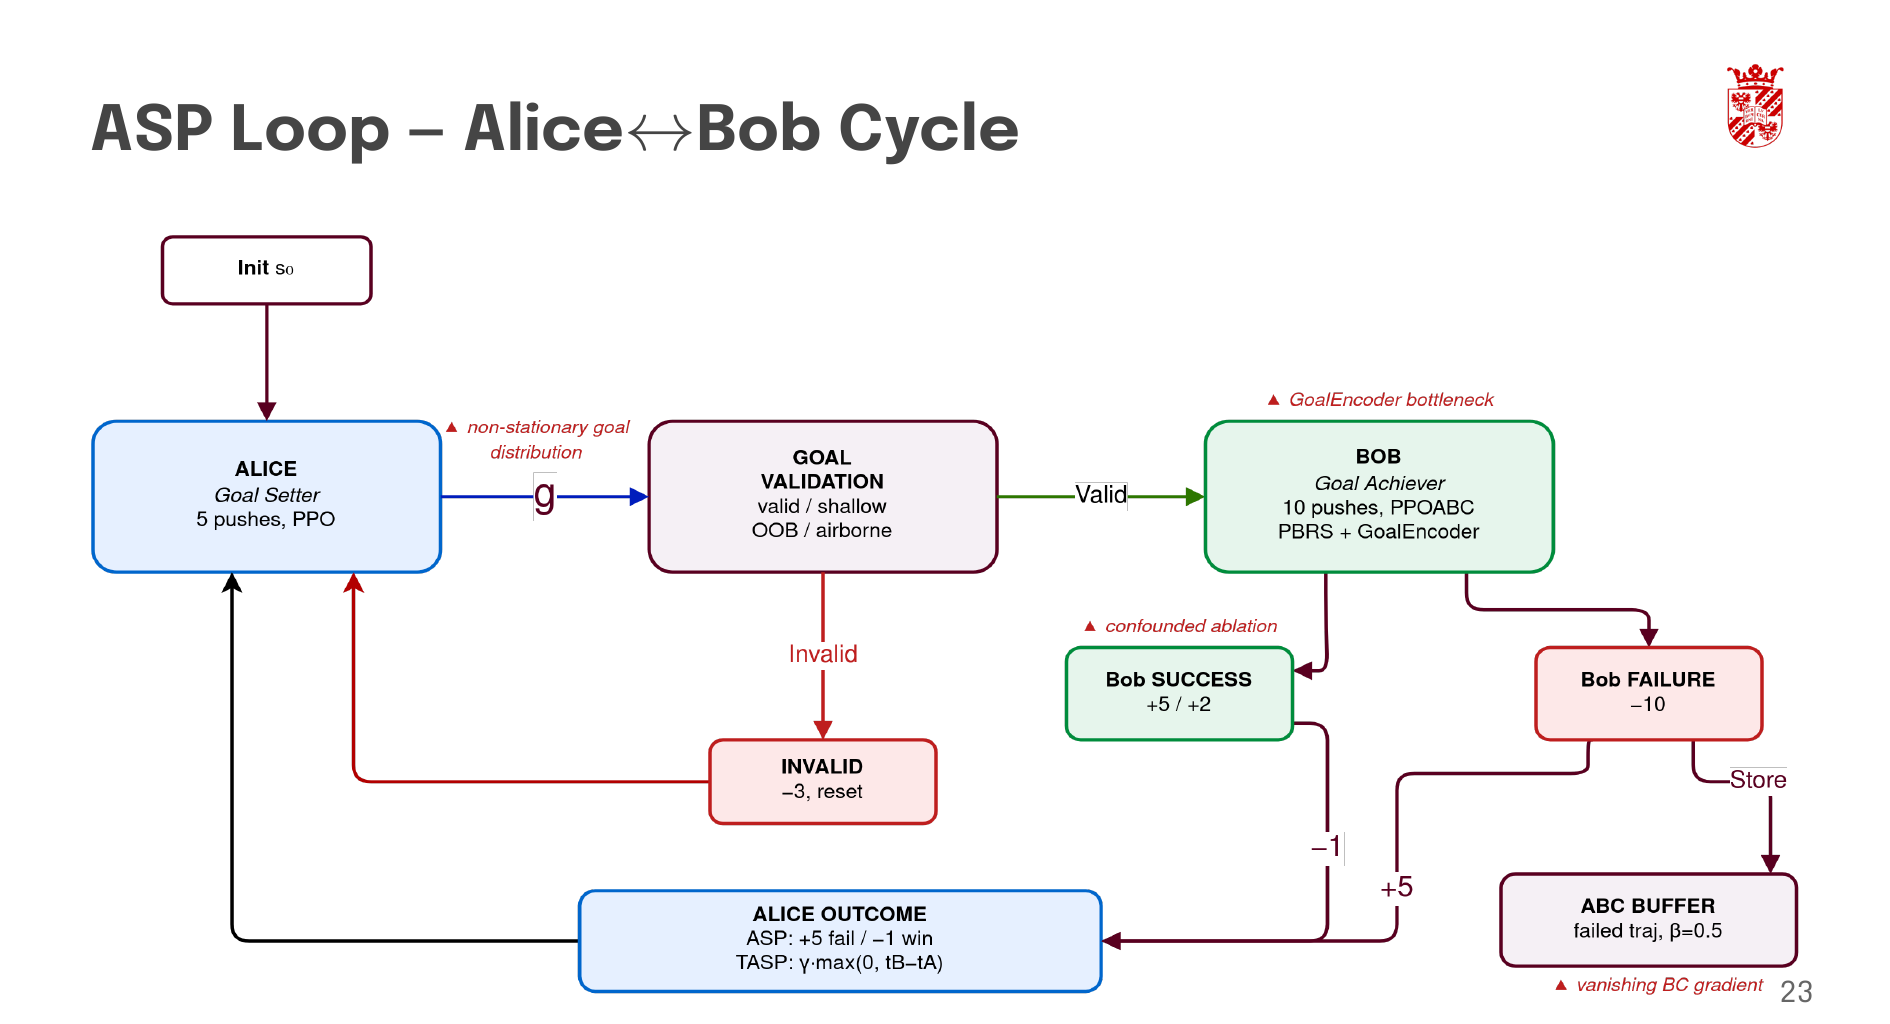 ASP Loop – Alice↔Bob Cycle
Init s₀
ALICE
Goal Setter
5 pushes, PPO
▲ non-stationary goal
distribution
g
GOAL
VALIDATION
valid / shallow
OOB / airborne
Valid
▲ GoalEncoder bottleneck
BOB
Goal Achiever
10 pushes, PPOABC
PBRS + GoalEncoder
Invalid
INVALID
−3, reset
▲ confounded ablation
Bob SUCCESS
+5 / +2
Bob FAILURE
−10
−1
+5
Store
ALICE OUTCOME
ASP: +5 fail / −1 win
TASP: γ·max(0, tB−tA)
ABC BUFFER
failed traj, β=0.5
▲ vanishing BC gradient
23